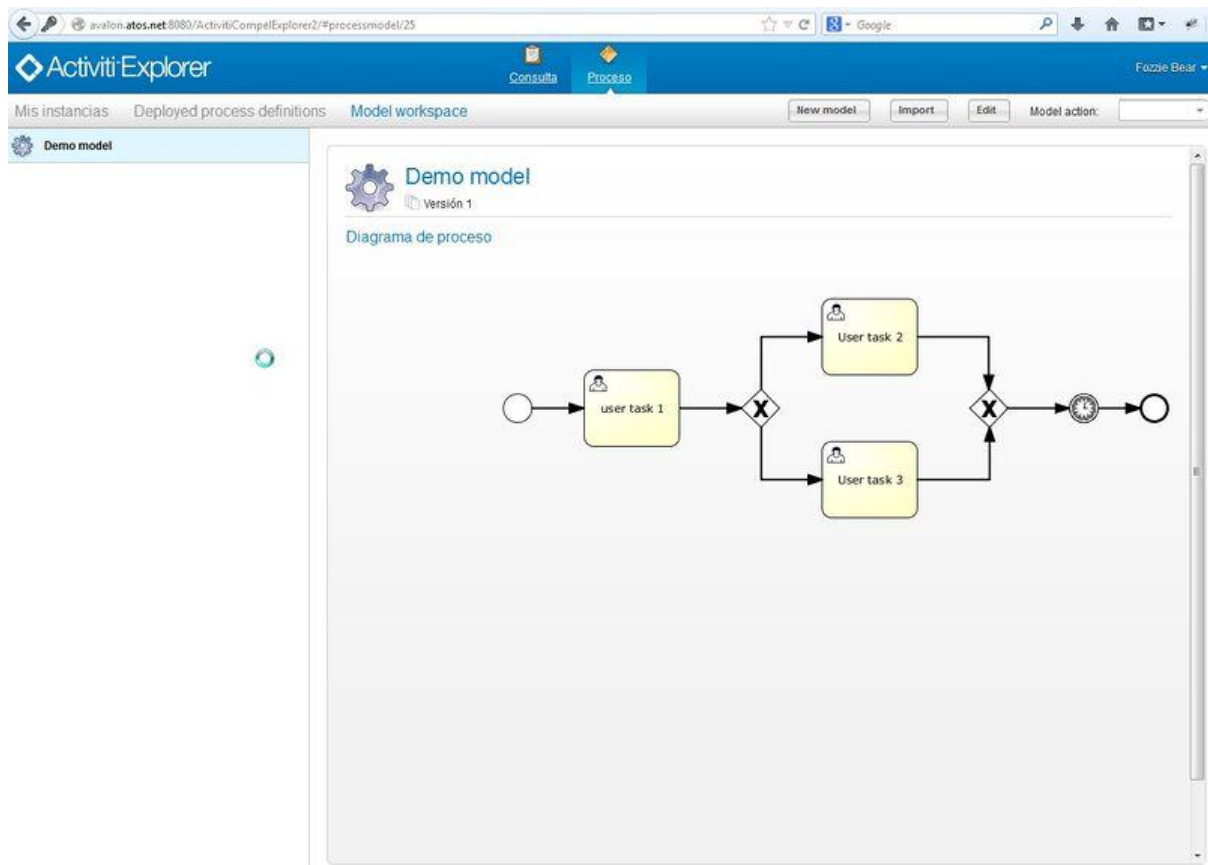 avalon.atos.net:8080/ActivitiCompelExplorer2/#processmodel/25
Google
Activiti Explorer
Consulta
Proceso
Fozzie Bear
Mis instancias
Deployed process definitions
Model workspace
New model
Import
Edit
Model action:
Demo model
Demo model
Versión 1
Diagrama de proceso
User task 2
user task 1
X
X
User task 3